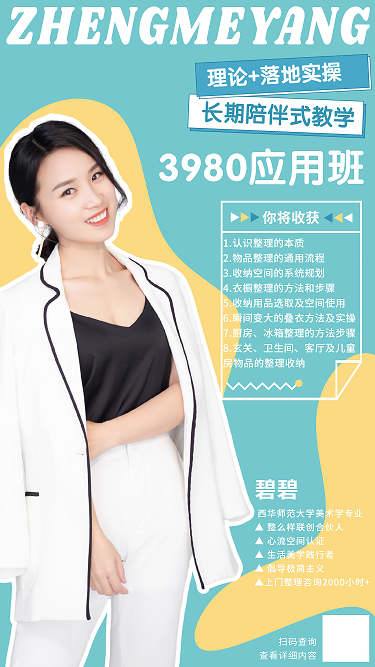 ZHENGMEYANG
理论+落地实操
长期陪伴式教学
3980应用班
你将收获
1.认识整理的本质
2.物品整理的通用流程
3.收纳空间的系统规划
4.衣橱整理的方法和步骤
5.收纳用品选取及空间使用
6.瞬间变大的叠衣方法及实操
7.厨房、冰箱整理的方法步骤
8.玄关、卫生间、客厅及儿童
房物品的整理收纳
碧碧
西华师范大学美术学专业
▲ 整么样联创合伙人
▲ 心流空间认证
▲ 生活美学践行者
▲ 倡导极简主义
▲上门整理咨询2000小时+
扫码查询
查看详细内容